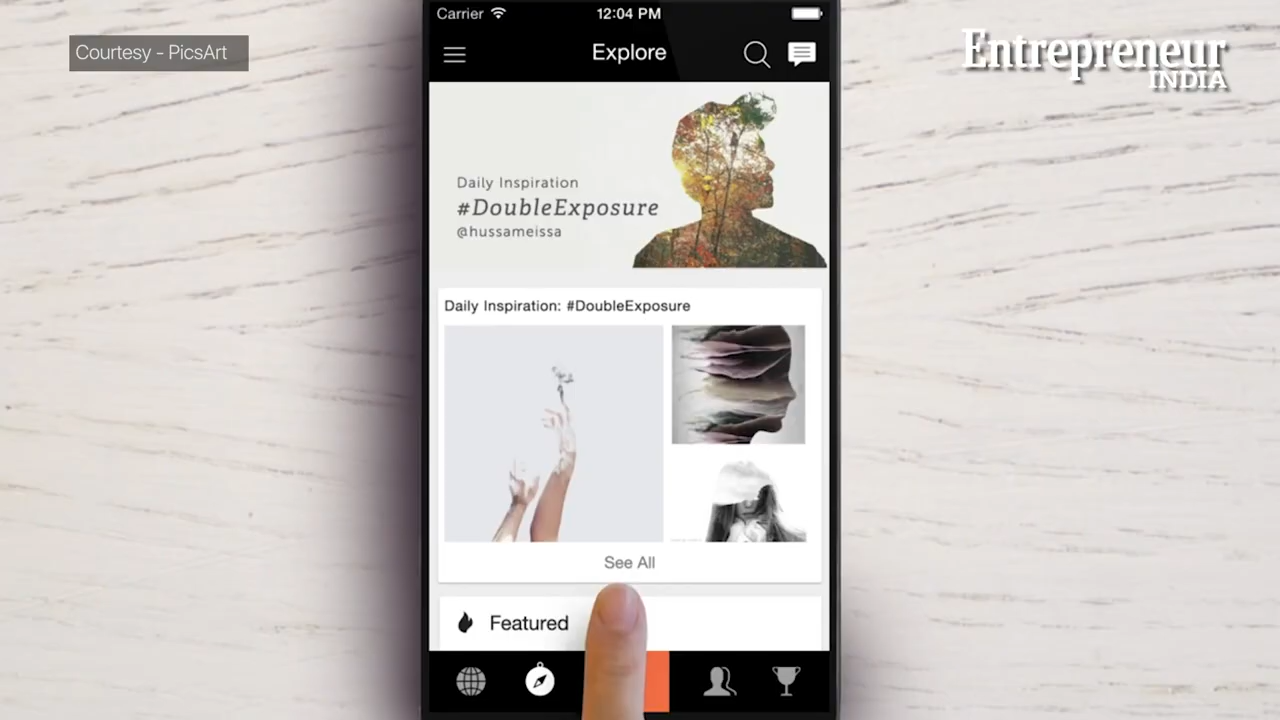 Carrier
12:04 PM
Courtesy - PicsArt
Explore
Entrepreneur
INDIA
Daily Inspiration
#DoubleExposure
@hussameissa
Daily Inspiration: #DoubleExposure
See All
Featured